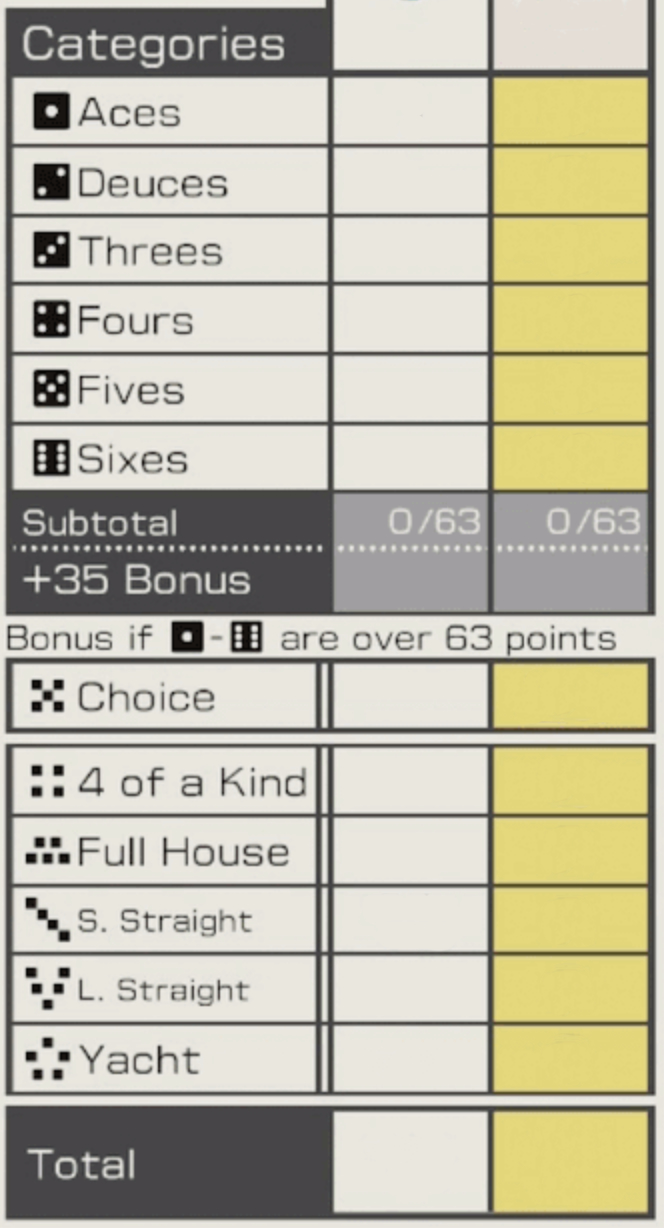 Categories
Aces
Deuces
Threes
Fours
Fives
Sixes
Subtotal 0/63 0/63
+35 Bonus
Bonus if - are over 63 points
Choice
4 of a Kind
Full House
S. Straight
L. Straight
Yacht
Total